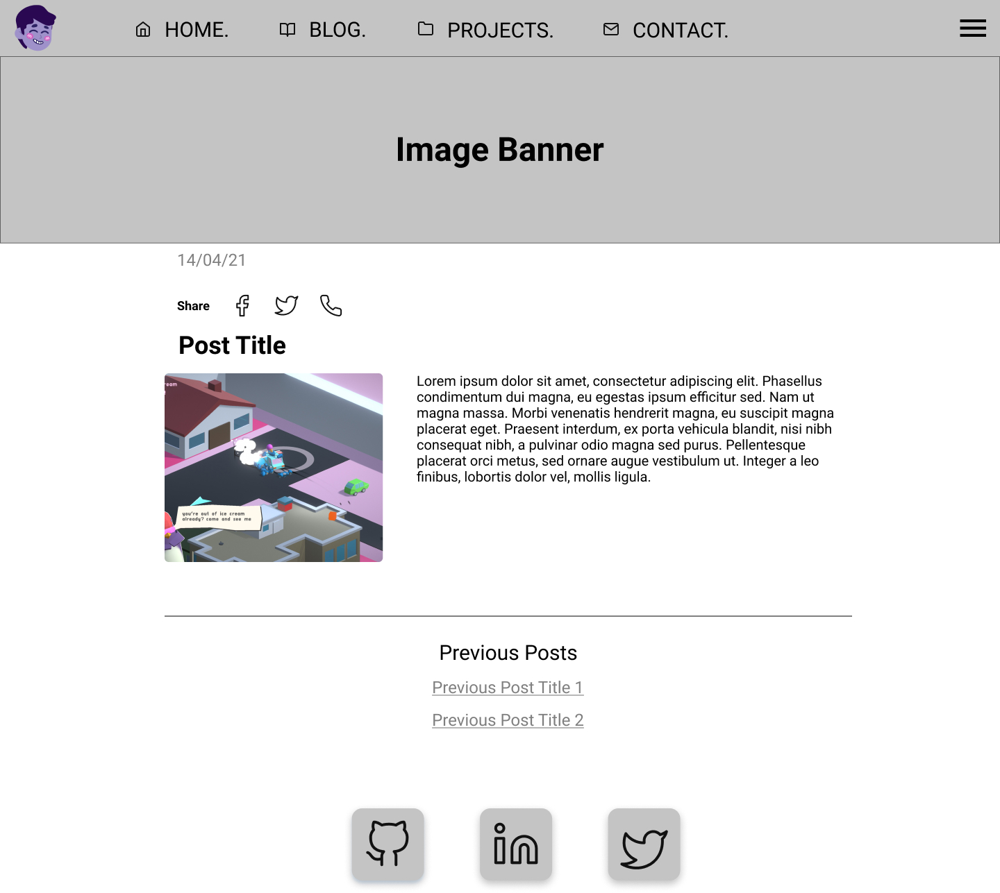 HOME.
BLOG.
PROJECTS.
CONTACT.
Image Banner
14/04/21
Share
Post Title
you're out of ice cream
already? come and see me
Lorem ipsum dolor sit amet, consectetur adipiscing elit. Phasellus
condimentum dui magna, eu egestas ipsum efficitur sed. Nam ut
magna massa. Morbi venenatis hendrerit magna, eu suscipit magna
placerat eget. Praesent interdum, ex porta vehicula blandit, nisi nibh
consequat nibh, a pulvinar odio magna sed purus. Pellentesque
placerat orci metus, sed ornare augue vestibulum ut. Integer a leo
finibus, lobortis dolor vel, mollis ligula.
Previous Posts
Previous Post Title 1
Previous Post Title 2
in